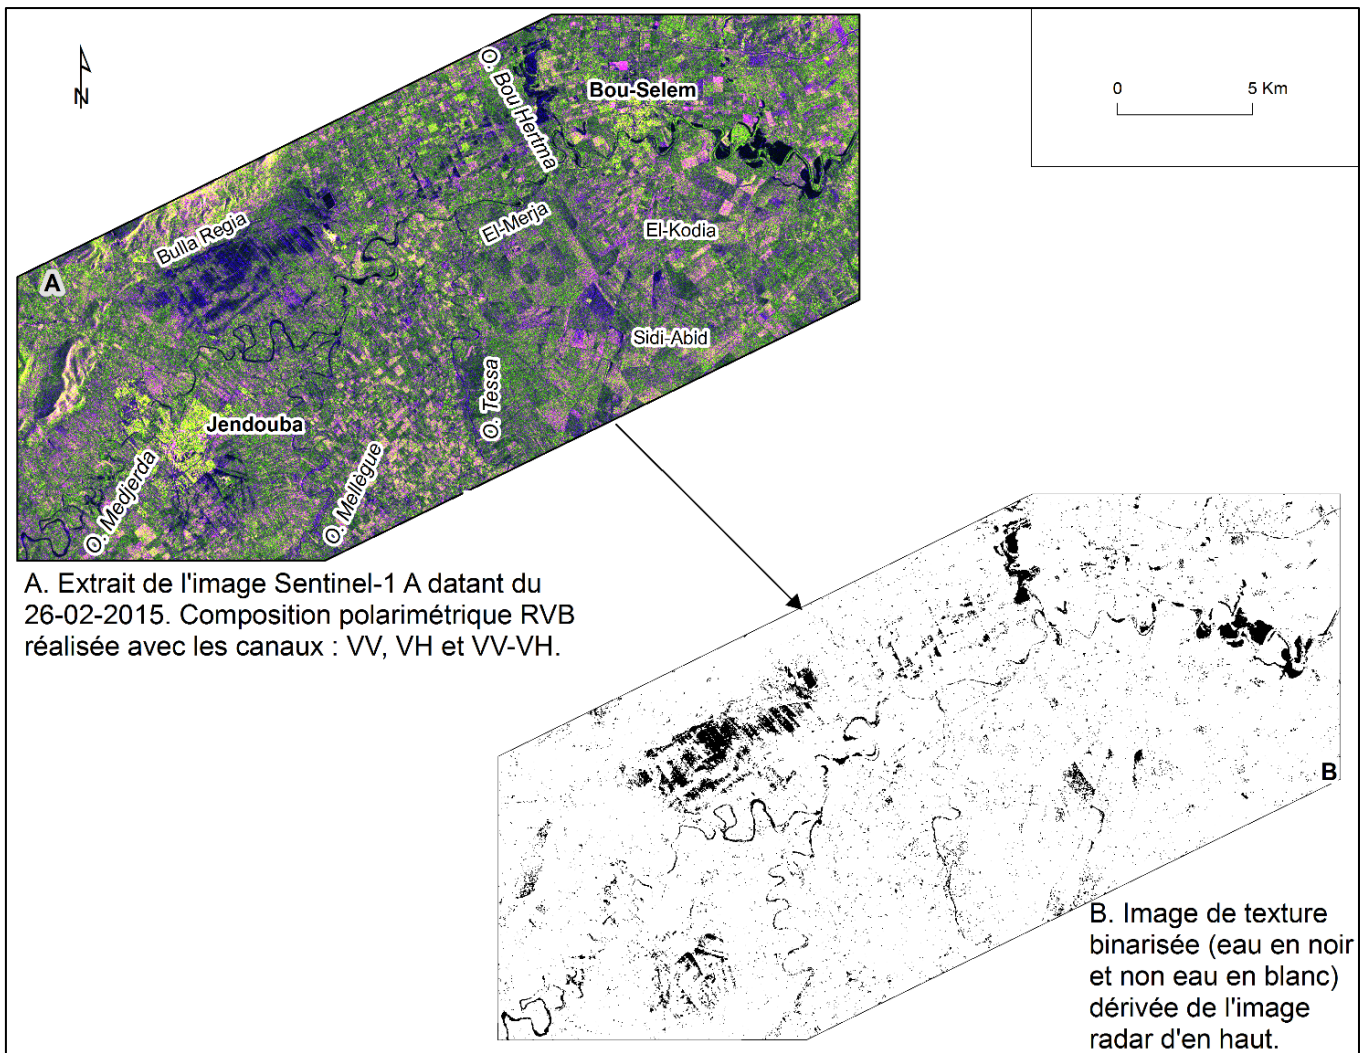 N
0 5 Km
O. Bou Hertma
Bou-Selem
Bulla Regia
El-Merja
El-Kodia
A
Sidi-Abid
O. Tessa
Jendouba
O. Medjerda
O. Mellègue
A. Extrait de l'image Sentinel-1 A datant du
26-02-2015. Composition polarimétrique RVB
réalisée avec les canaux : VV, VH et VV-VH.
B
B. Image de texture
binarisée (eau en noir
et non eau en blanc)
dérivée de l'image
radar d'en haut.